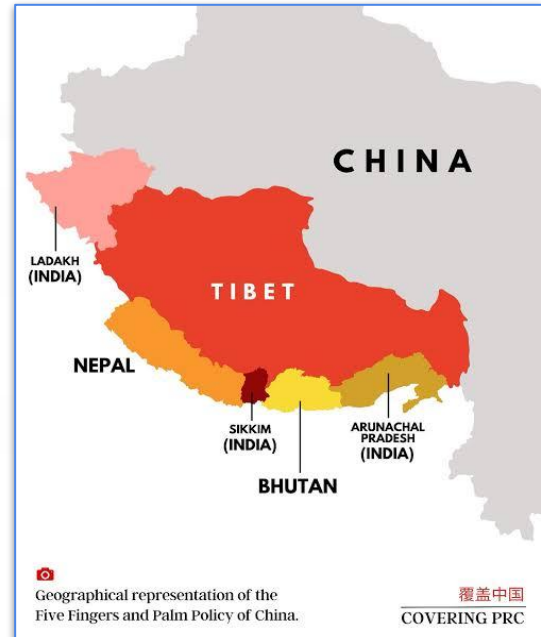 CHINA
LADAKH
(INDIA)
TIBET
NEPAL
SIKKIM
(INDIA)
BHUTAN
ARUNACHAL
PRADESH
(INDIA)
Geographical representation of the
Five Fingers and Palm Policy of China.
覆盖中国
COVERING PRC